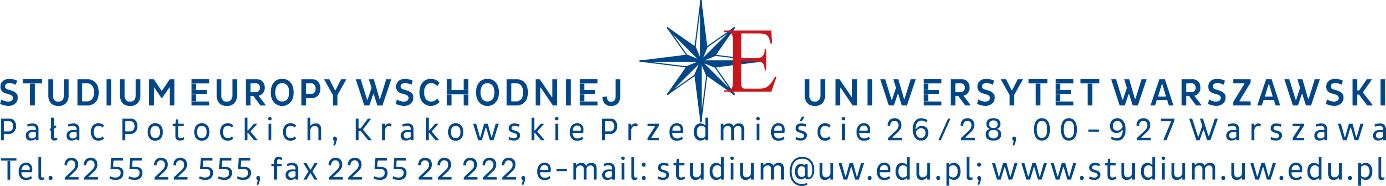 STUDIUM EUROPY WSCHODNIEJ E UNIWERSYTET WARSZAWSKI
Pałac Potockich, Krakowskie Przedmieście 26/28, 00-927 Warszawa
Tel. 22 55 22 555, fax 22 55 22 222, e-mail: studium@uw.edu.pl; www.studium.uw.edu.pl